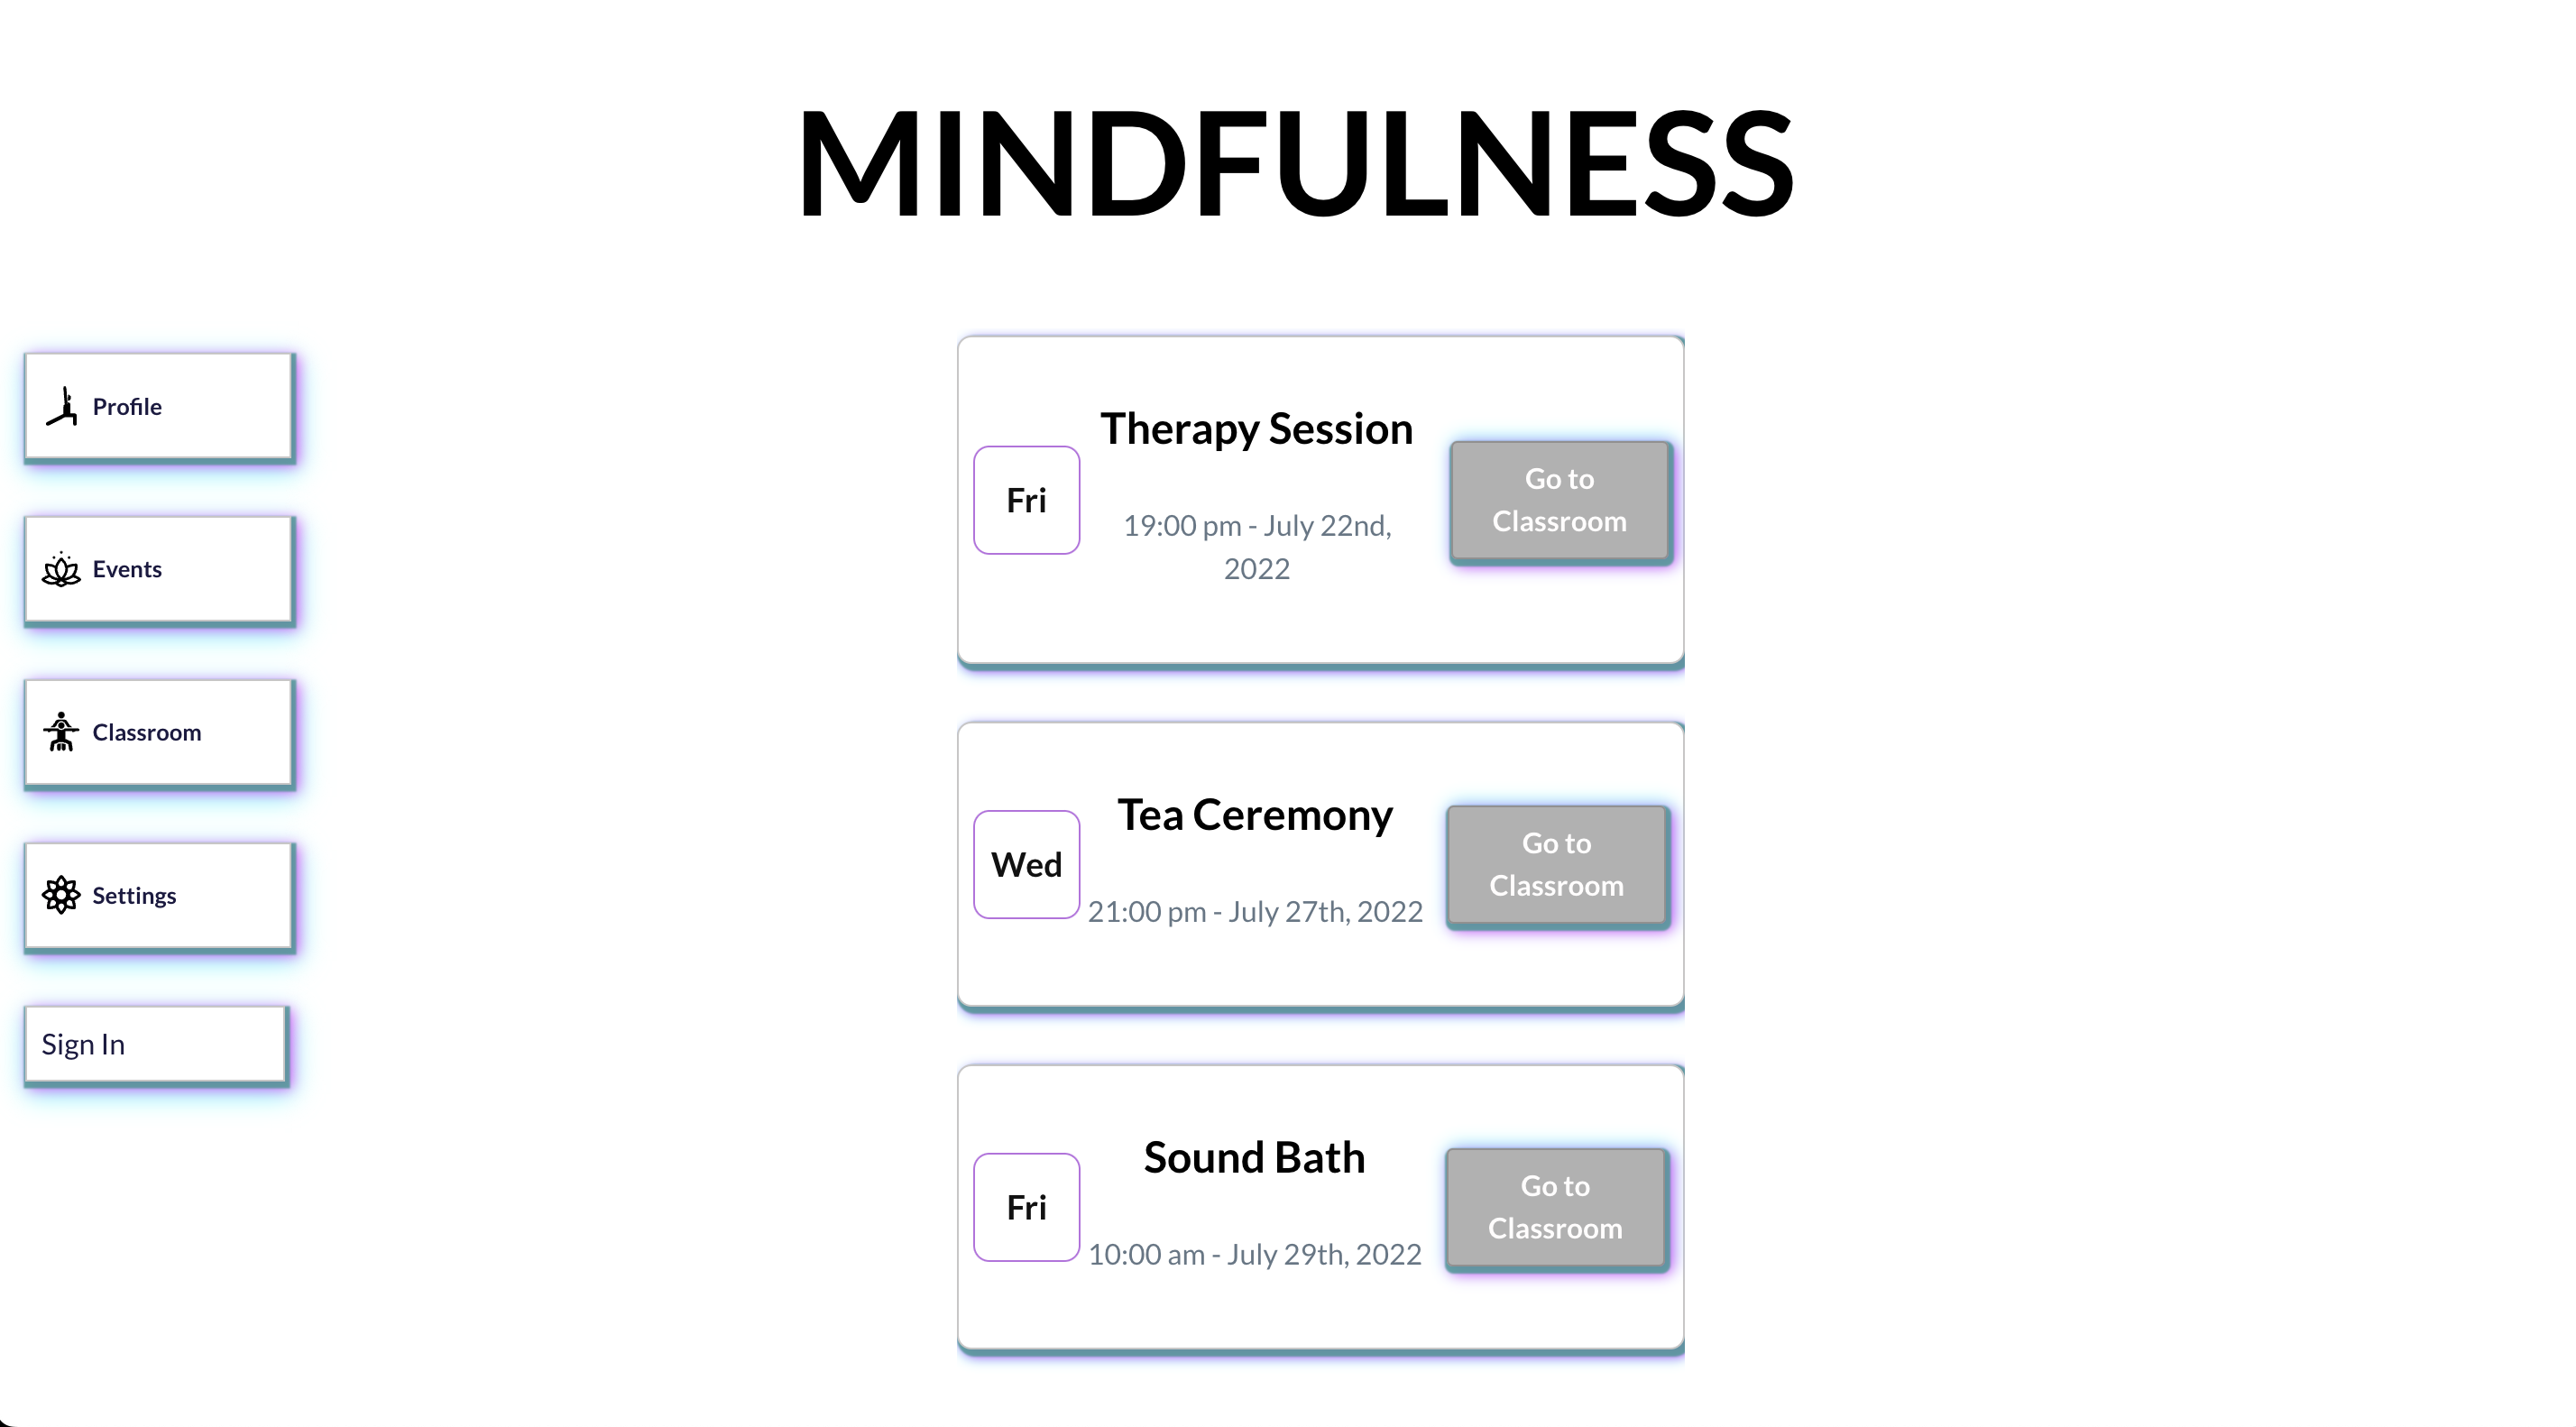 MINDFULNESS
Profile
Events
Classroom
Settings
Sign In
Fri
Therapy Session
19:00 pm - July 22nd,
2022
Go to
Classroom
Wed
Tea Ceremony
21:00 pm - July 27th, 2022
Go to
Classroom
Fri
Sound Bath
10:00 am - July 29th, 2022
Go to
Classroom